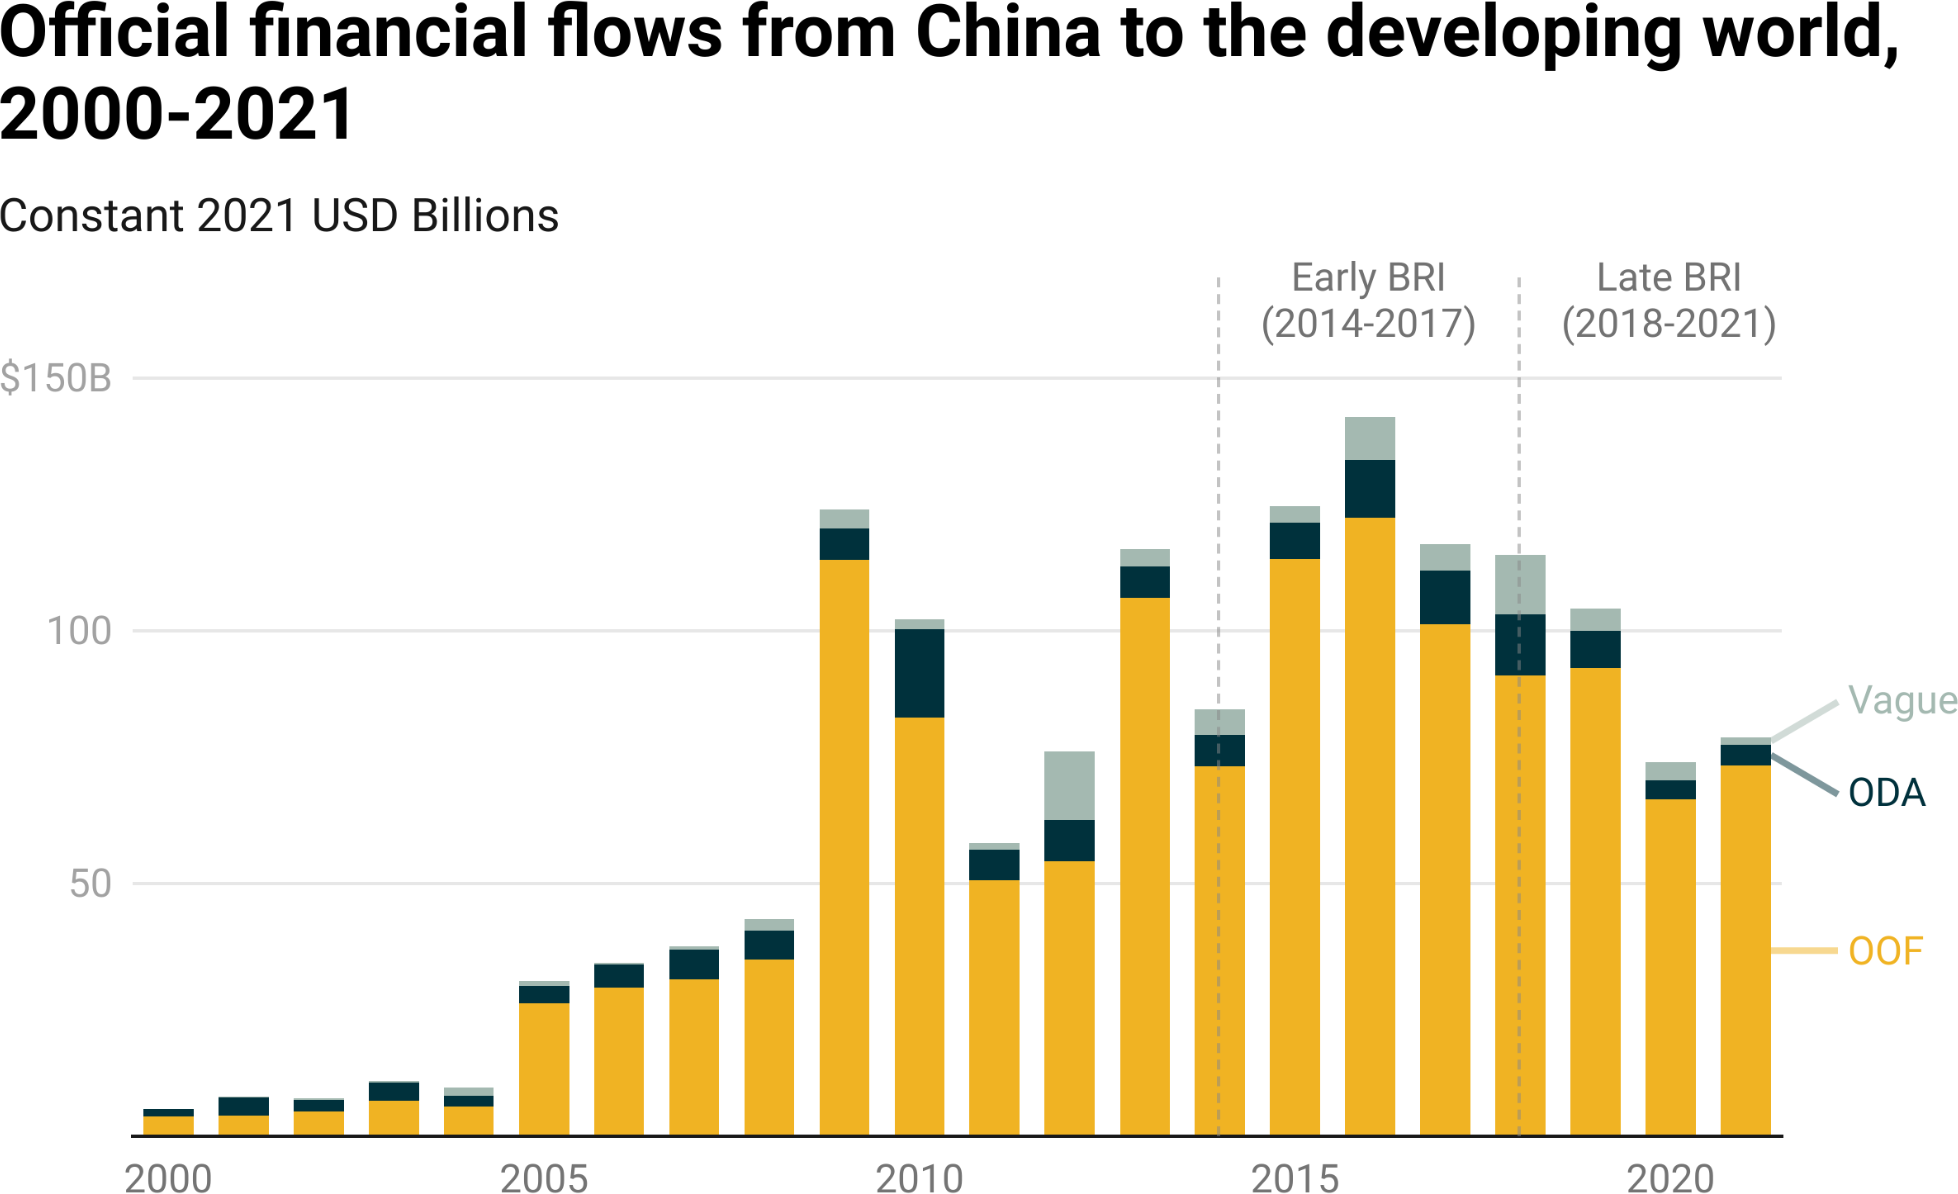 Official financial flows from China to the developing world,
2000-2021
Constant 2021 USD Billions
Early BRI
(2014-2017)
Late BRI
(2018-2021)
$150B
100
50
Vague
ODA
OOF
2000
2005
2010
2015
2020